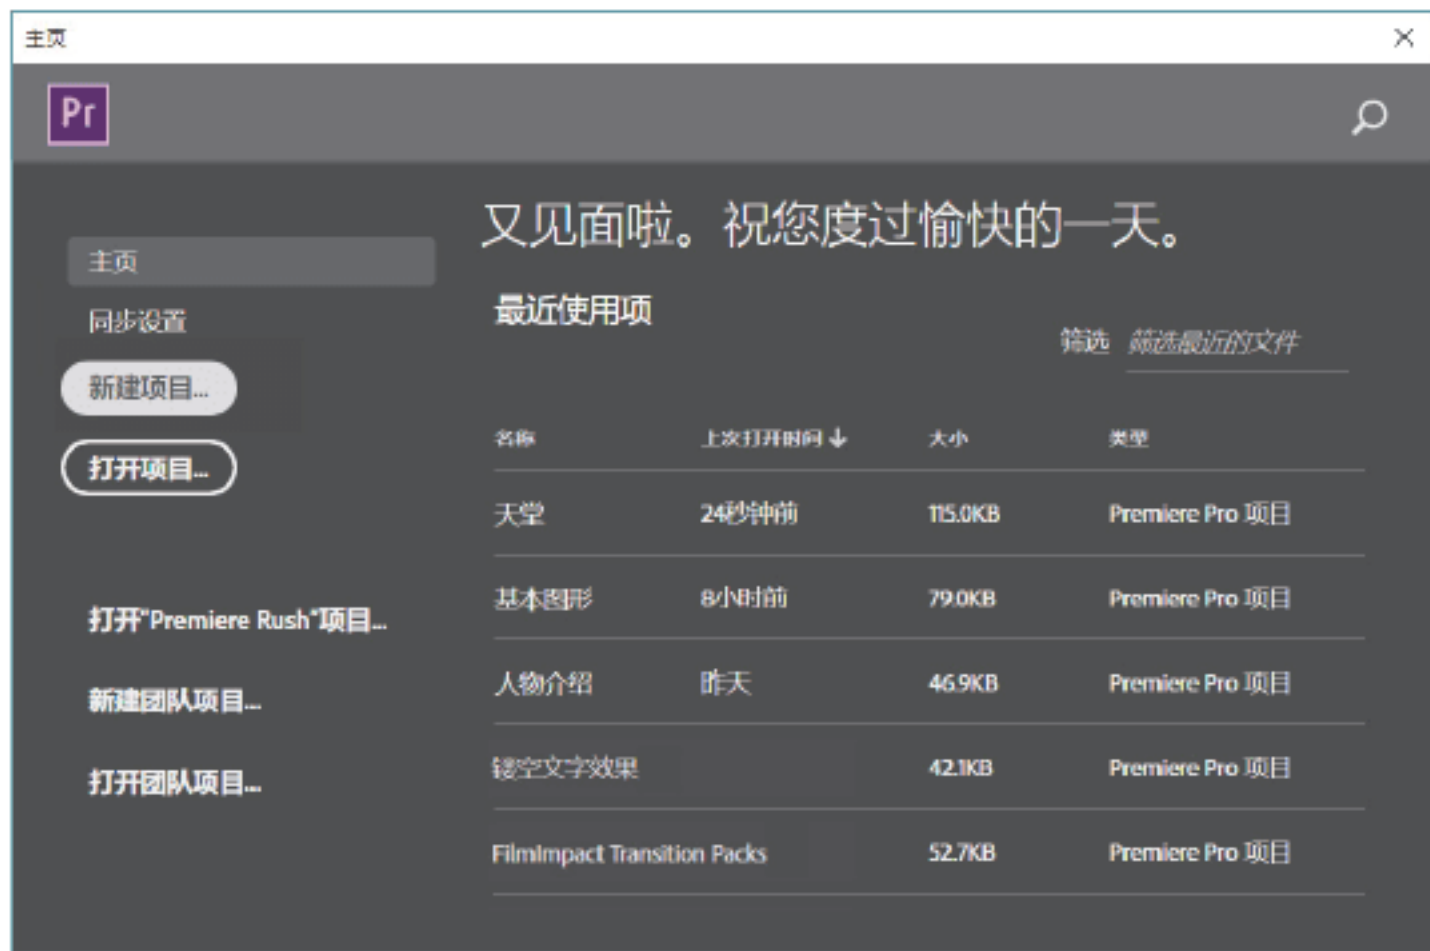 主页
Pr
又见面啦。祝您度过愉快的一天。
主页
同步设置
新建项目...
打开项目...
打开"Premiere Rush"项目...
新建团队项目...
打开团队项目...
最近使用项
筛选 筛选最近的文件
名称 上次打开时间 ↓ 大小 类型
天堂 24秒钟前 115.0KB Premiere Pro 项目
基本图形 8小时前 79.0KB Premiere Pro 项目
人物介绍 昨天 46.9KB Premiere Pro 项目
镂空文字效果 42.1KB Premiere Pro 项目
FilmImpact Transition Packs 52.7KB Premiere Pro 项目